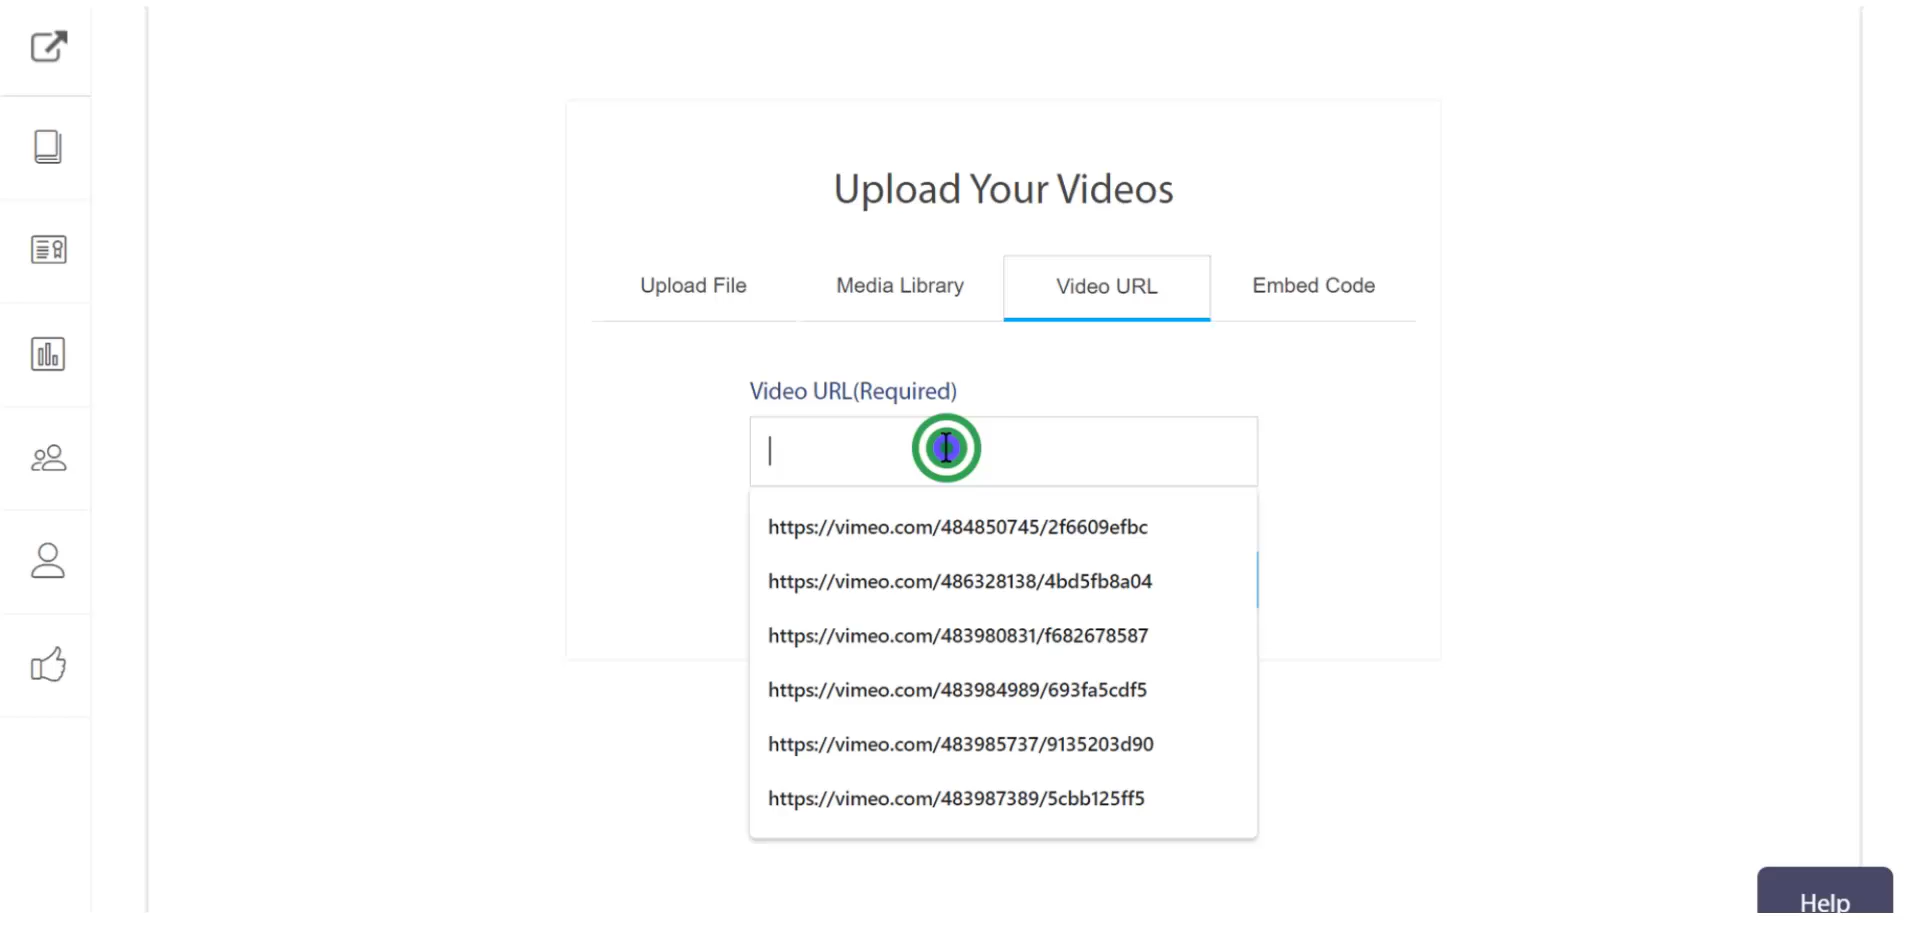 Upload Your Videos
Upload File
Media Library
Video URL
Embed Code
Video URL(Required)
https://vimeo.com/484850745/2f6609efbc
https://vimeo.com/486328138/4bd5fb8a04
https://vimeo.com/483980831/f682678587
https://vimeo.com/483984989/693fa5cdf5
https://vimeo.com/483985737/9135203d90
https://vimeo.com/483987389/5cbb125ff5
Help